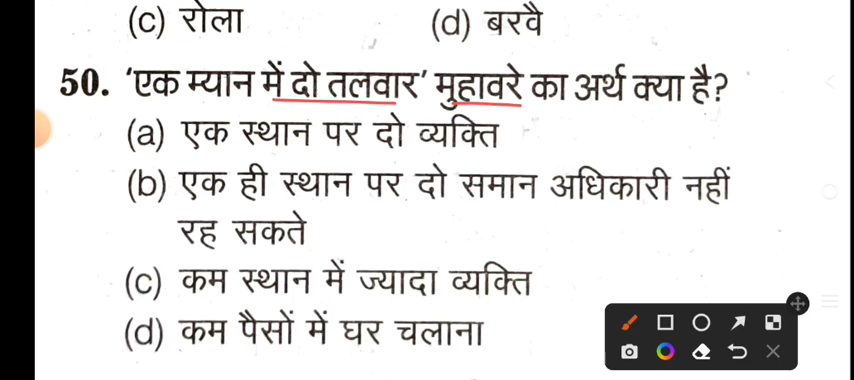 (c) रोला (d) बरवै
50. ‘एक म्यान में दो तलवार’ मुहावरे का अर्थ क्या है?
(a) एक स्थान पर दो व्यक्ति
(b) एक ही स्थान पर दो समान अधिकारी नहीं
रह सकते
(c) कम स्थान में ज्यादा व्यक्ति
(d) कम पैसों में घर चलाना